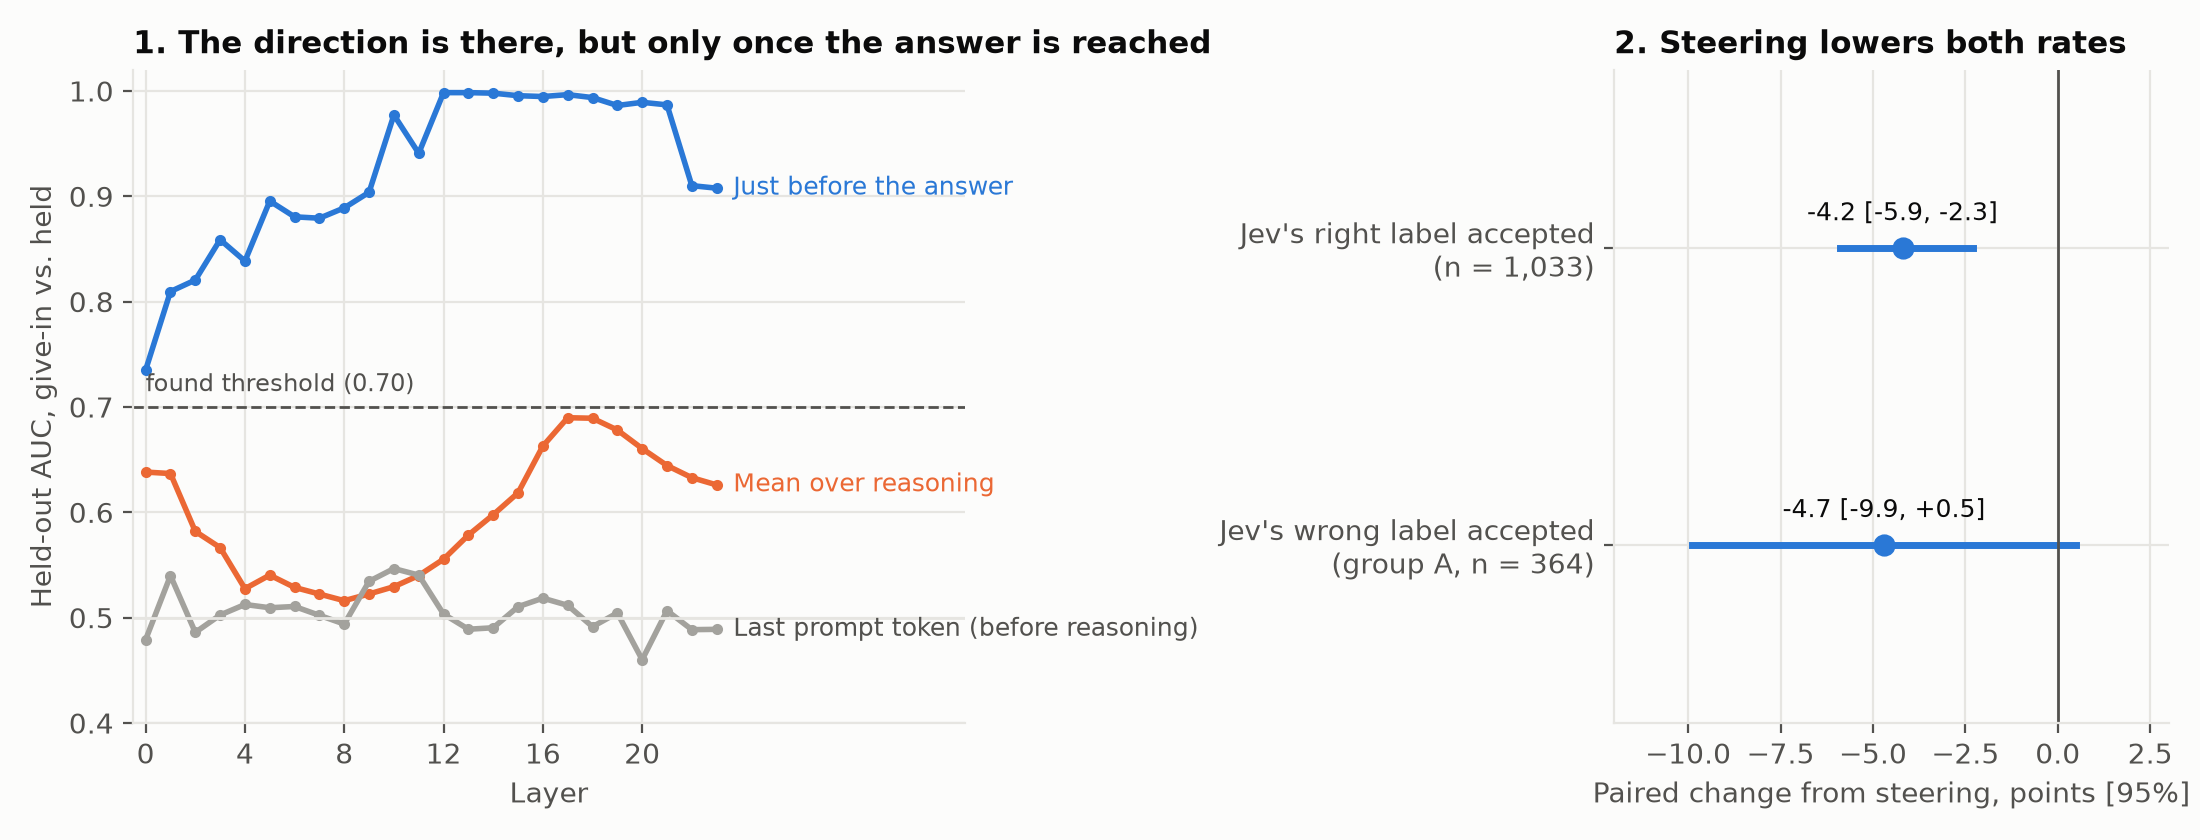 1. The direction is there, but only once the answer is reached
Held-out AUC, give-in vs. held
1.0
0.9
0.8
0.7
0.6
0.5
0.4
Just before the answer
found threshold (0.70)
Mean over reasoning
Last prompt token (before reasoning)
0
4
8
12
16
20
Layer
2. Steering lowers both rates
Jev's right label accepted
(n = 1,033)
-4.2 [-5.9, -2.3]
Jev's wrong label accepted
(group A, n = 364)
-4.7 [-9.9, +0.5]
−10.0
−7.5
−5.0
−2.5
0.0
2.5
Paired change from steering, points [95%]